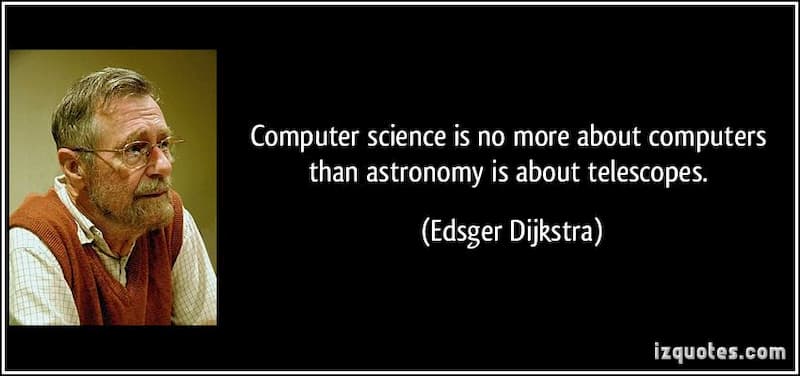 Computer science is no more about computers
than astronomy is about telescopes.
(Edsger Dijkstra)
izquotes.com